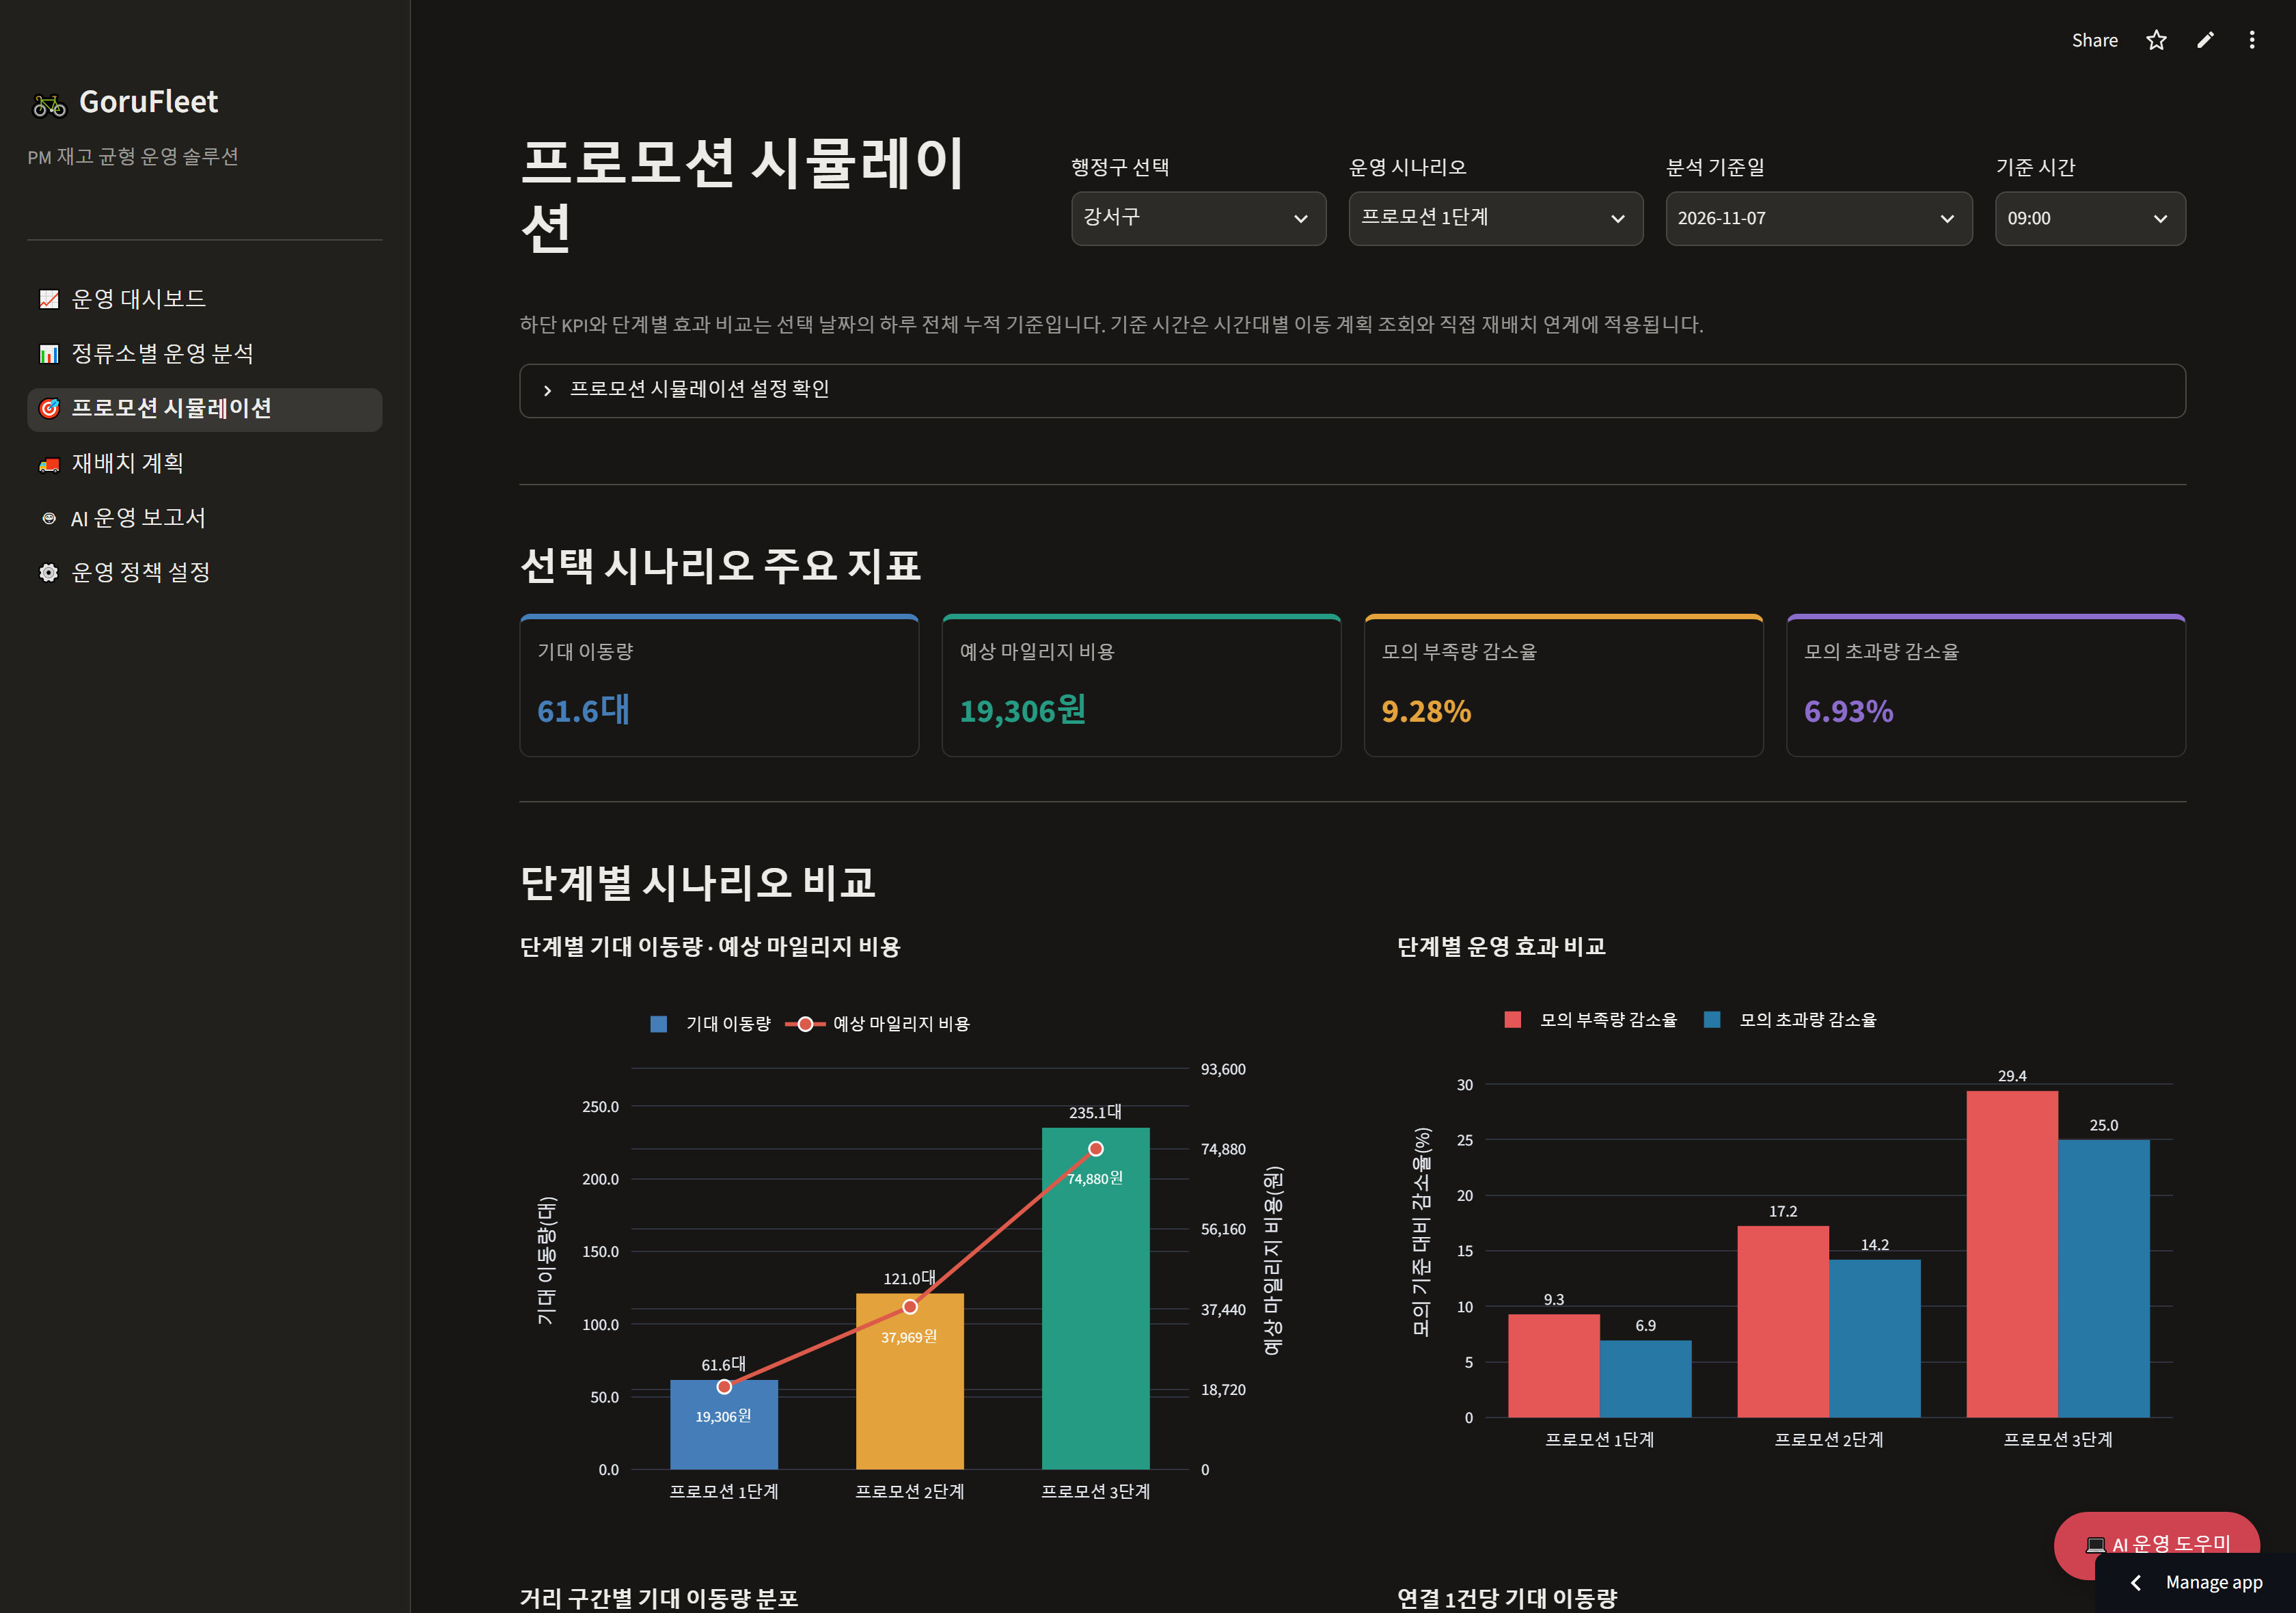 Share
GoruFleet
PM 재고 균형 운영 솔루션
운영 대시보드
정류소별 운영 분석
프로모션 시뮬레이션
재배치 계획
AI 운영 보고서
운영 정책 설정
프로모션 시뮬레이
션
행정구 선택
강서구
운영 시나리오
프로모션 1단계
분석 기준일
2026-11-07
기준 시간
09:00
하단 KPI와 단계별 효과 비교는 선택 날짜의 하루 전체 누적 기준입니다. 기준 시간은 시간대별 이동 계획 조회와 직접 재배치 연계에 적용됩니다.
프로모션 시뮬레이션 설정 확인
선택 시나리오 주요 지표
기대 이동량
61.6대
예상 마일리지 비용
19,306원
모의 부족량 감소율
9.28%
모의 초과량 감소율
6.93%
단계별 시나리오 비교
단계별 기대 이동량 · 예상 마일리지 비용
기대 이동량
예상 마일리지 비용
기대 이동량(대)
250.0
200.0
150.0
100.0
50.0
0.0
61.6대
19,306원
121.0대
37,969원
235.1대
74,880원
93,600
74,880
56,160
37,440
18,720
0
예상 마일리지 비용(원)
프로모션 1단계
프로모션 2단계
프로모션 3단계
단계별 운영 효과 비교
모의 부족량 감소율
모의 초과량 감소율
모의 기준 대비 감소율(%)
30
25
20
15
10
5
0
9.3
6.9
17.2
14.2
29.4
25.0
프로모션 1단계
프로모션 2단계
프로모션 3단계
거리 구간별 기대 이동량 분포
연결 1건당 기대 이동량
AI 운영 도우미
Manage app